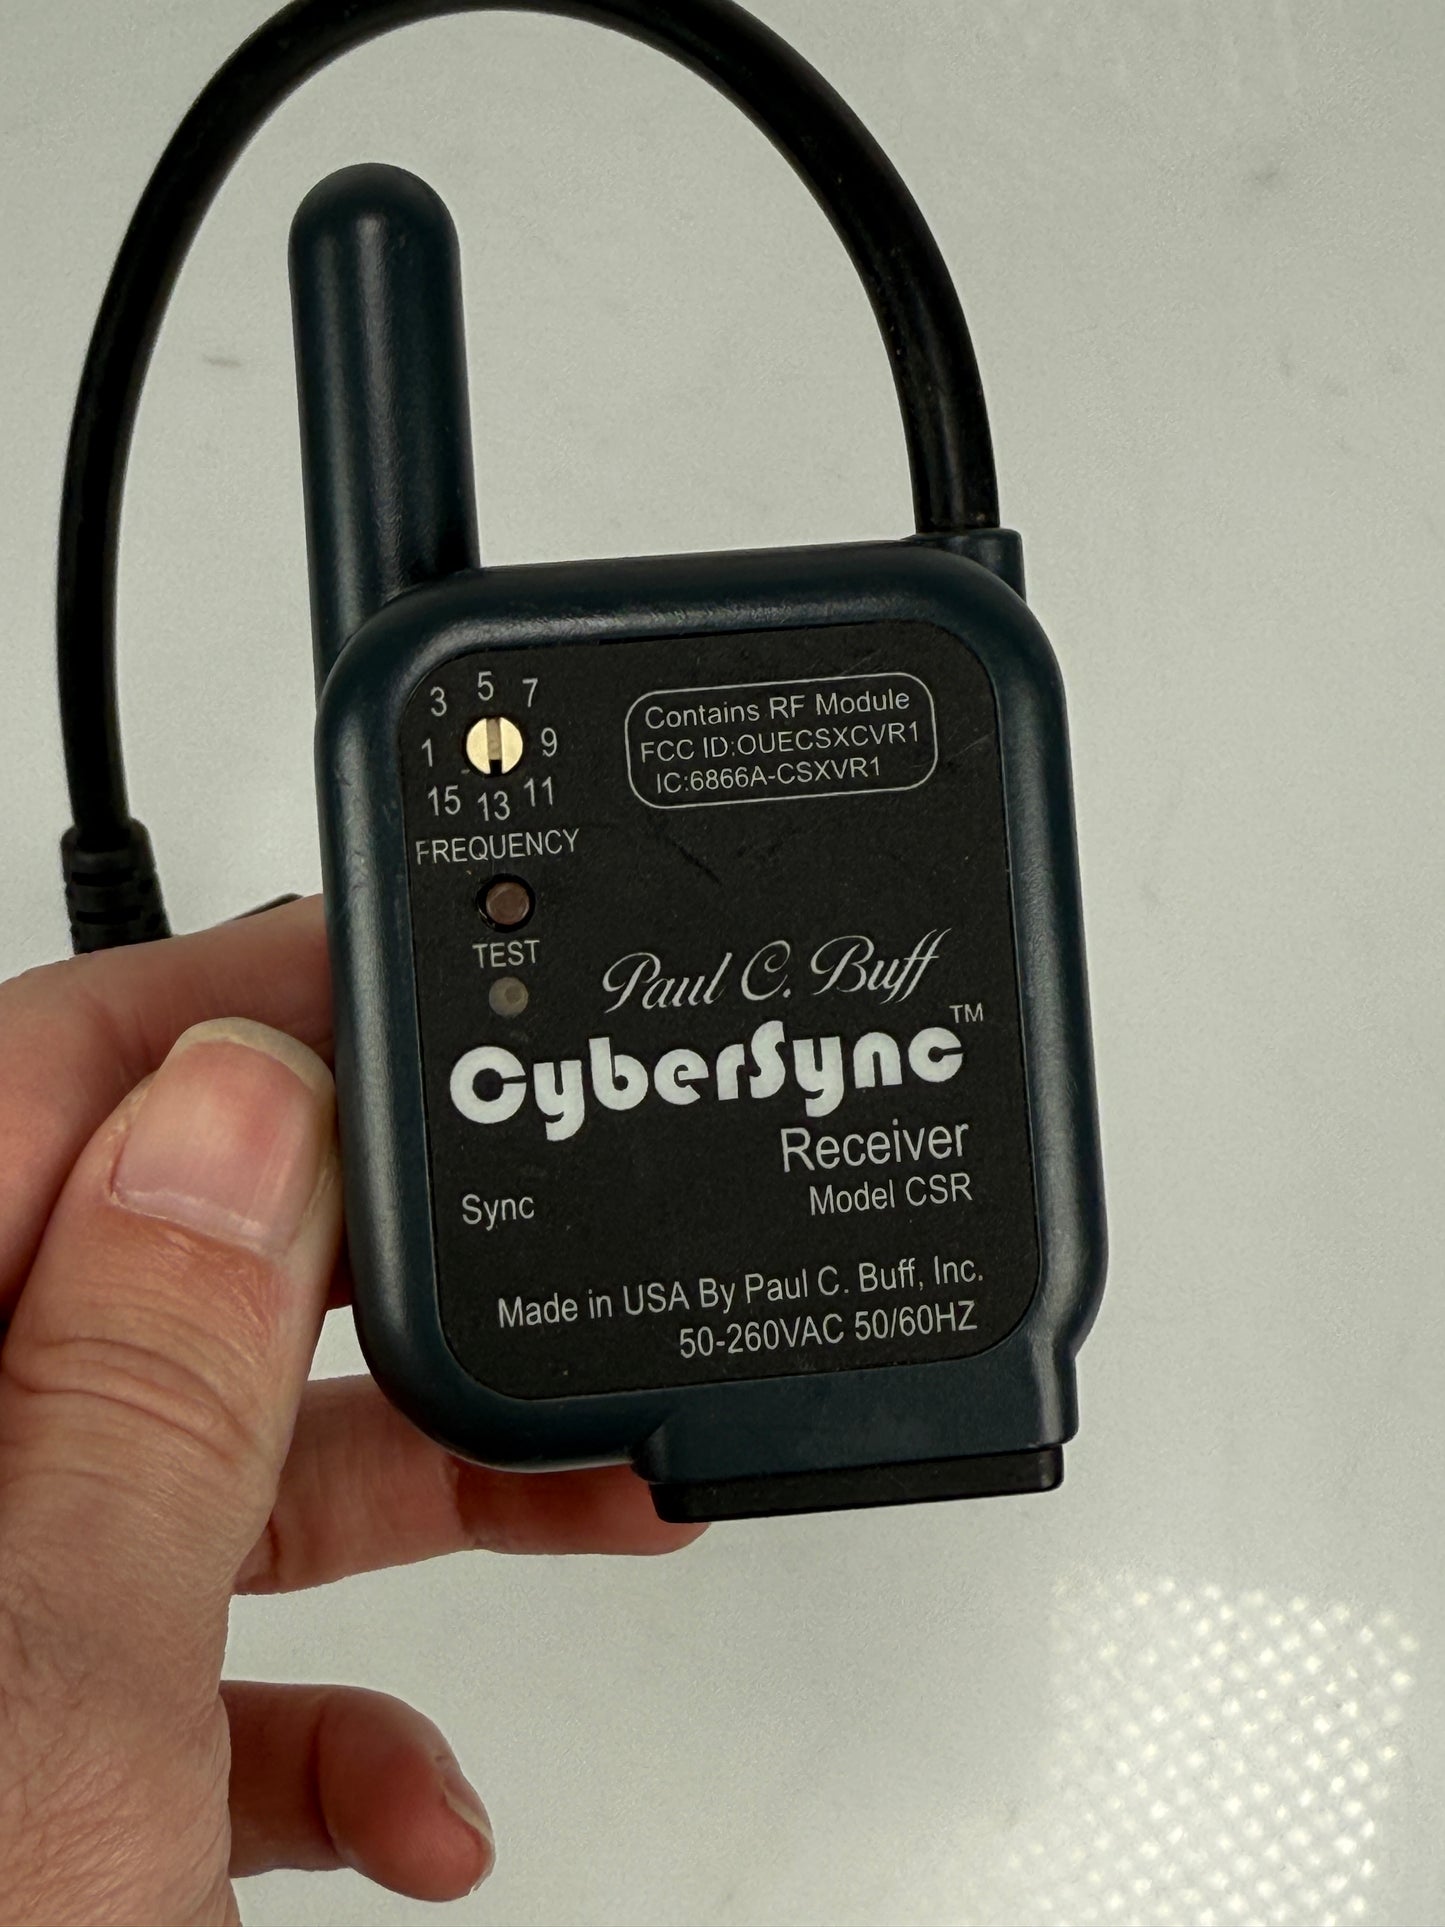 3 5 7
1 9
15 13 11
FREQUENCY
TEST
Contains RF Module
FCC ID:OUECSXCVR1
IC:6866A-CSXVR1
Paul C. Buff
CyberSync™
Receiver
Model CSR
Sync
Made in USA By Paul C. Buff, Inc.
50-260VAC 50/60HZ